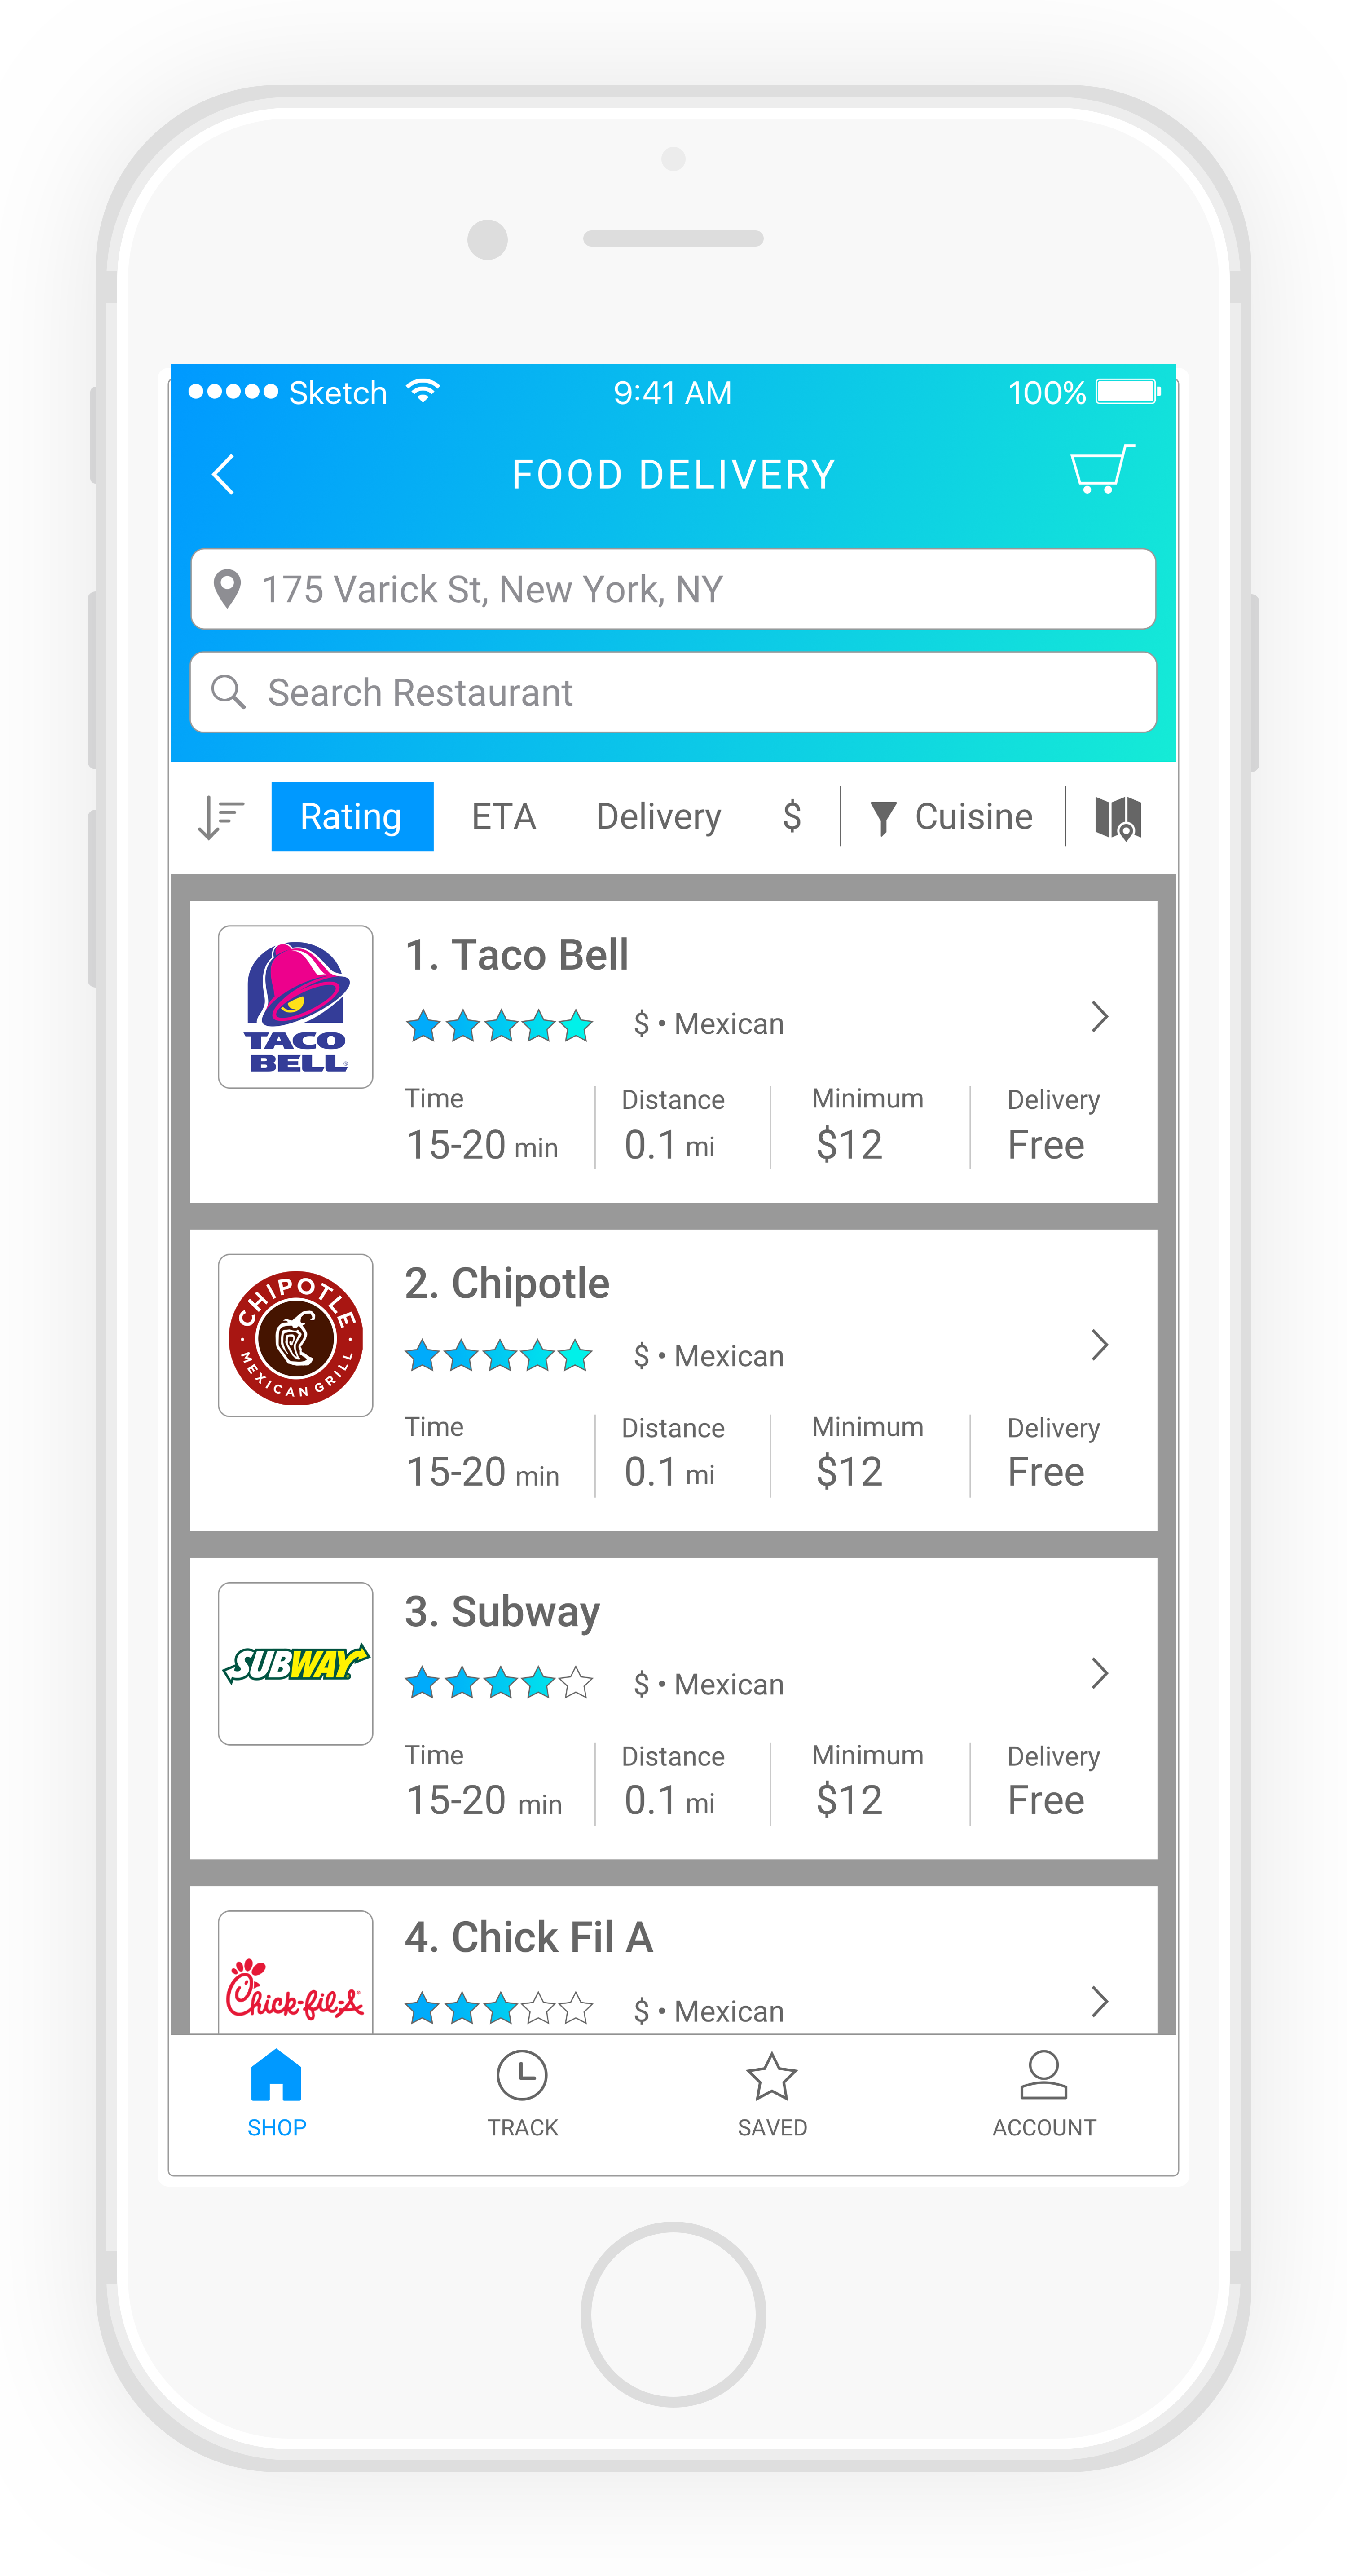 Sketch 9:41 AM 100%
FOOD DELIVERY
175 Varick St, New York, NY
Search Restaurant
Rating ETA Delivery $ Cuisine
TACO
BELL
1. Taco Bell
$ • Mexican
Time Distance Minimum Delivery
15-20 min 0.1 mi $12 Free
CHIPOTLE
MEXICAN GRILL
2. Chipotle
$ • Mexican
Time Distance Minimum Delivery
15-20 min 0.1 mi $12 Free
SUBWAY
3. Subway
$ • Mexican
Time Distance Minimum Delivery
15-20 min 0.1 mi $12 Free
Chick-fil-A
4. Chick Fil A
$ • Mexican
SHOP TRACK SAVED ACCOUNT